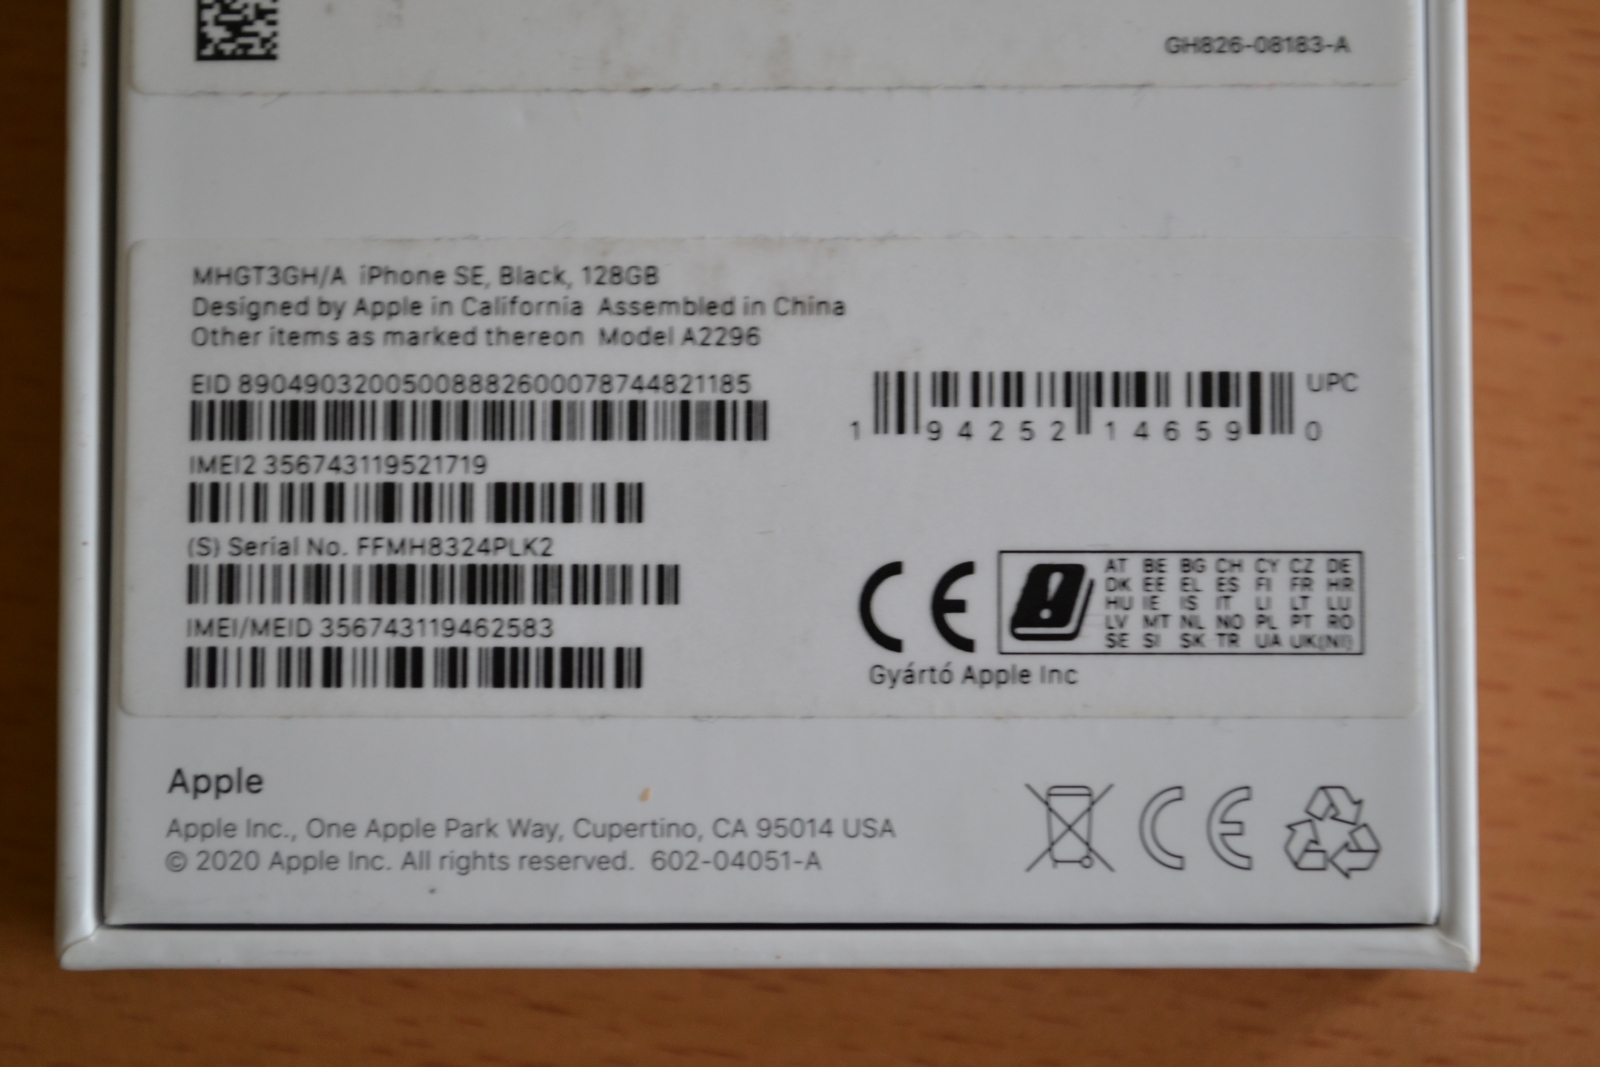 GH826-08183-A
MHGT3GH/A iPhone SE, Black, 128GB
Designed by Apple in California Assembled in China
Other items as marked thereon Model A2296
EID 89049032005008882600078744821185
UPC
1 94252 14659 0
IMEI2 356743119521719
(S) Serial No. FFMH8324PLK2
IMEI/MEID 356743119462583
CE
AT BE BG CH CY CZ DE
DK EE EL ES FI FR HR
HU IE IS IT LI LT LU
LV MT NL NO PL PT RO
SE SI SK TR UA UK(NI)
Gyártó Apple Inc
Apple
Apple Inc., One Apple Park Way, Cupertino, CA 95014 USA
© 2020 Apple Inc. All rights reserved. 602-04051-A
CE